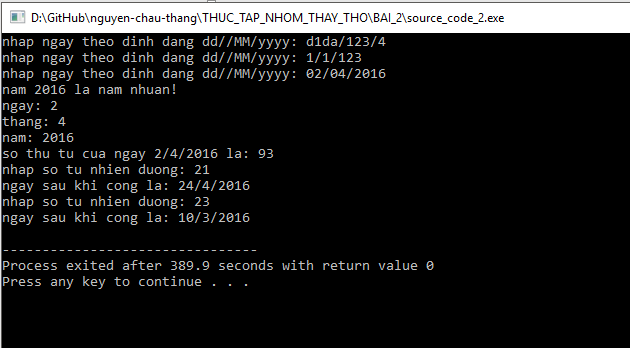 D:\GitHub\nguyen-chau-thang\THUC_TAP_NHOM_THAY_THO\BAI_2\source_code_2.exe
nhap ngay theo dinh dang dd//MM/yyyy: d1da/123/4
nhap ngay theo dinh dang dd//MM/yyyy: 1/1/123
nhap ngay theo dinh dang dd//MM/yyyy: 02/04/2016
nam 2016 la nam nhuan!
ngay: 2
thang: 4
nam: 2016
so thu tu cua ngay 2/4/2016 la: 93
nhap so tu nhien duong: 21
ngay sau khi cong la: 24/4/2016
nhap so tu nhien duong: 23
ngay sau khi cong la: 10/3/2016
--------------------------------
Process exited after 389.9 seconds with return value 0
Press any key to continue . . .